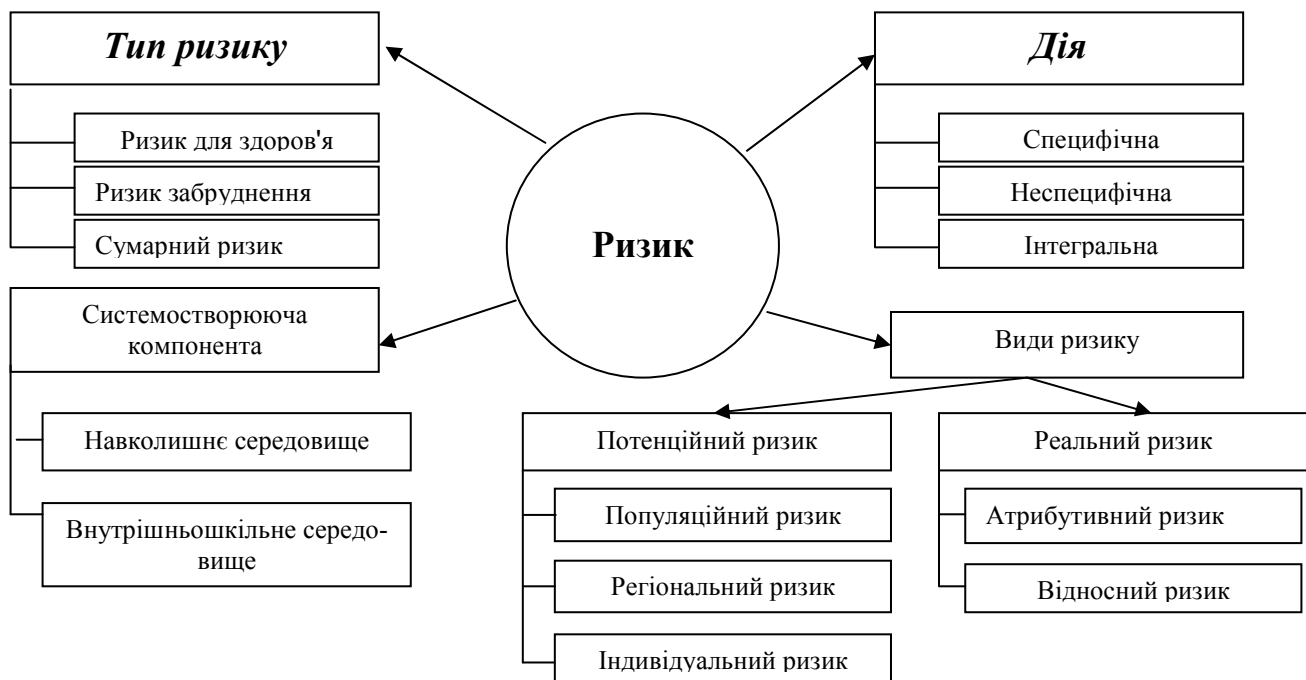 Тип ризику
Дія
Ризик для здоров'я
Ризик забруднення
Сумарний ризик
Специфічна
Неспецифічна
Інтегральна
Ризик
Системостворююча
компонента
Види ризику
Навколишнє середовище
Внутрішньошкільне середо-
вище
Потенційний ризик
Популяційний ризик
Регіональний ризик
Індивідуальний ризик
Реальний ризик
Атрибутивний ризик
Відносний ризик